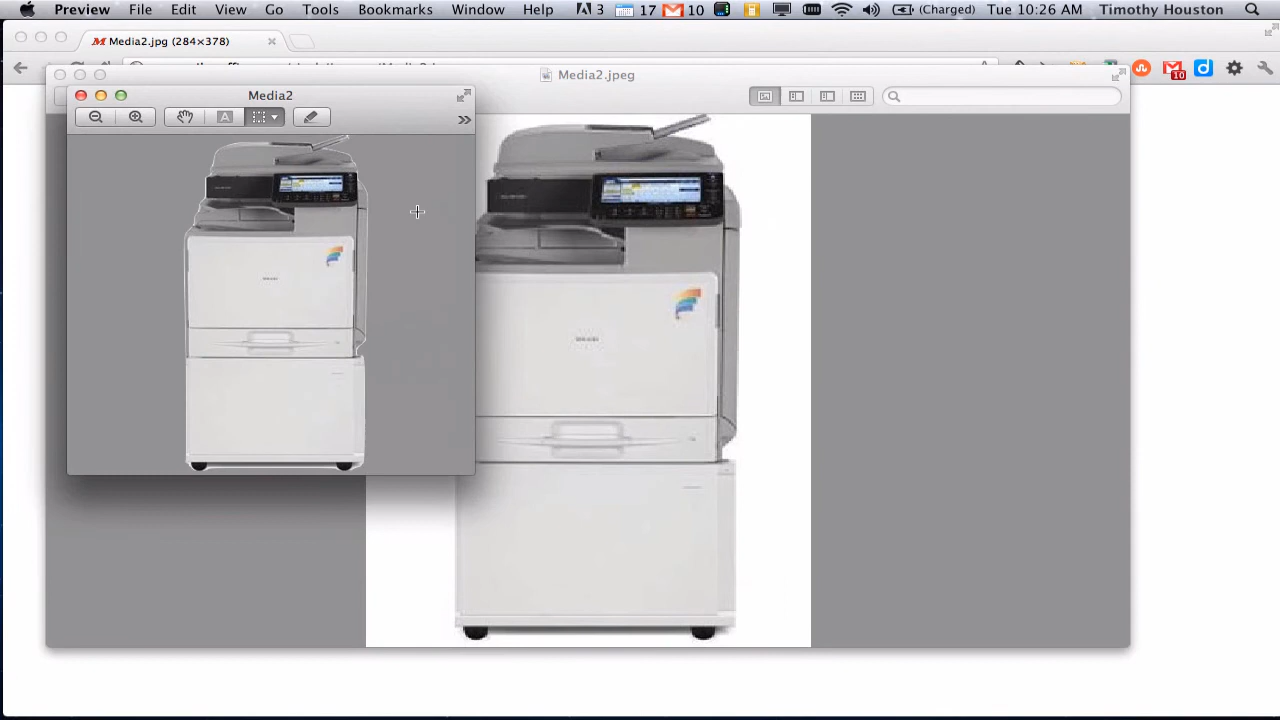 Preview File Edit View Go Tools Bookmarks Window Help 3 17 10 (Charged) Tue 10:26 AM Timothy Houston
Media2.jpg (284×378)
10
Media2.jpeg
Media2
A